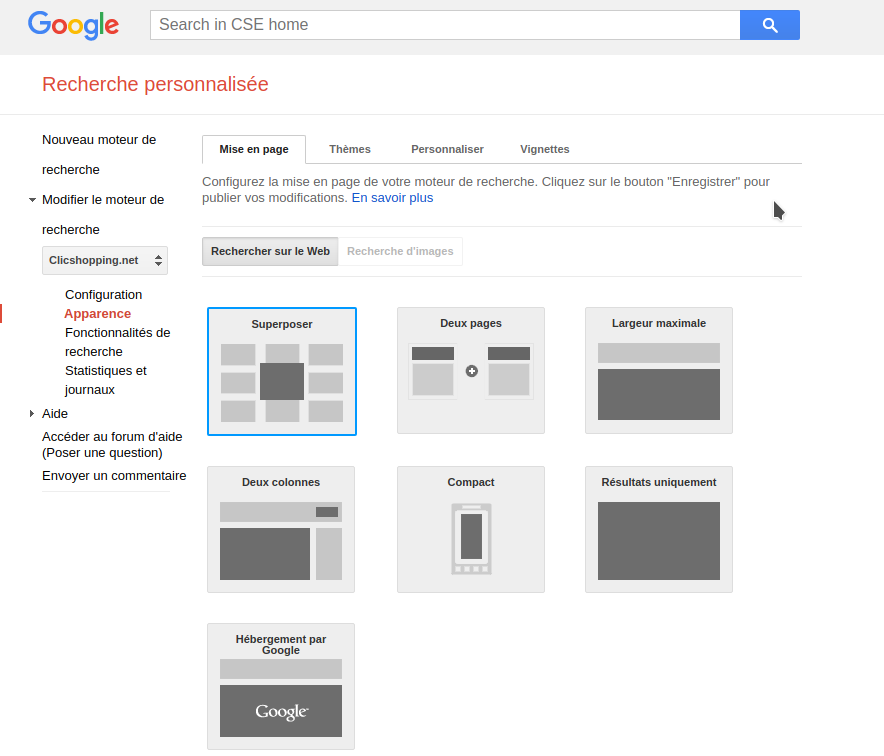 Google
Search in CSE home
Recherche personnalisée
Nouveau moteur de
recherche
Modifier le moteur de
recherche
Clicshopping.net
Configuration
Apparence
Fonctionnalités de
recherche
Statistiques et
journaux
Aide
Accéder au forum d'aide
(Poser une question)
Envoyer un commentaire
Mise en page Thèmes Personnaliser Vignettes
Configurez la mise en page de votre moteur de recherche. Cliquez sur le bouton "Enregistrer" pour
publier vos modifications. En savoir plus
Rechercher sur le Web Recherche d'images
Superposer Deux pages Largeur maximale
Deux colonnes Compact Résultats uniquement
Hébergement par
Google
Google